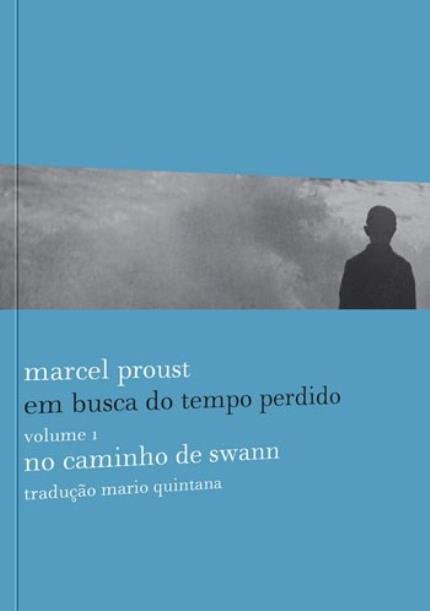 marcel proust
em busca do tempo perdido
volume 1
no caminho de swann
tradução mario quintana